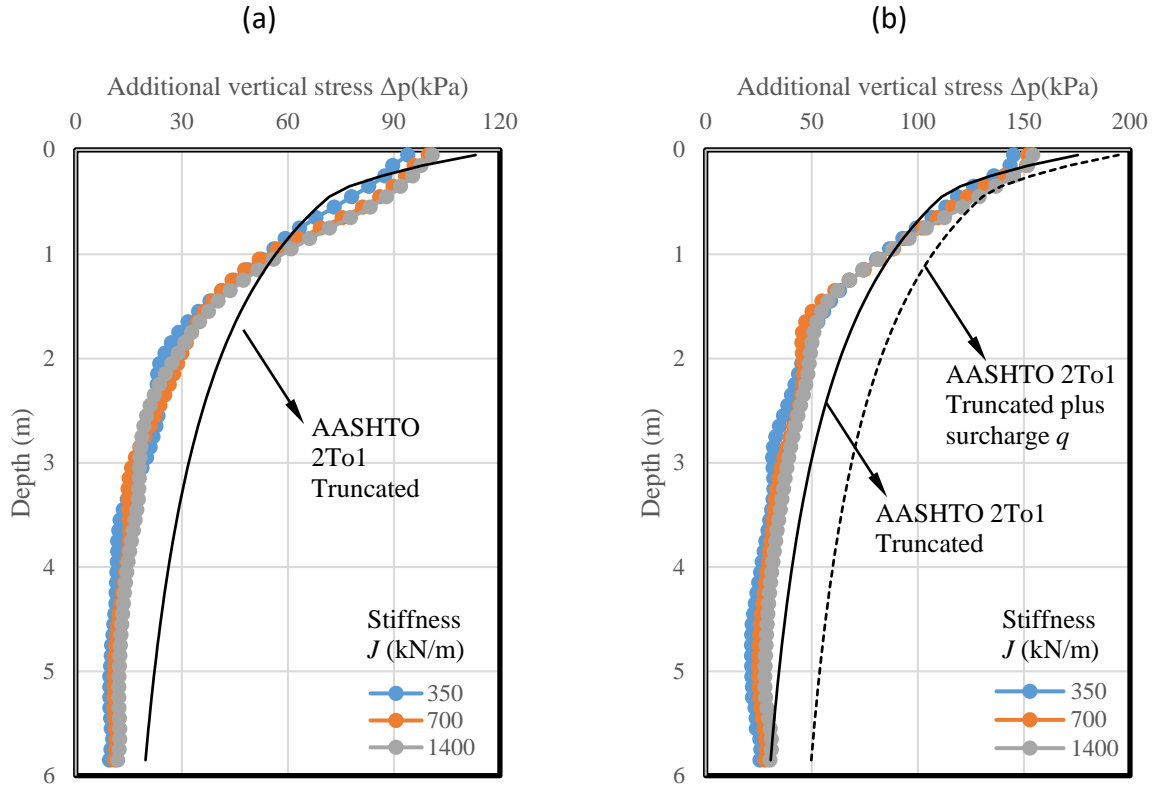 (a)
Additional vertical stress Δp(kPa)
0 30 60 90 120
0
1
2
3
4
5
6
Depth (m)
AASHTO
2To1
Truncated
Stiffness
J (kN/m)
350
700
1400
(b)
Additional vertical stress Δp(kPa)
0 50 100 150 200
0
1
2
3
4
5
6
Depth (m)
AASHTO 2To1
Truncated plus
surcharge q
AASHTO 2To1
Truncated
Stiffness
J (kN/m)
350
700
1400